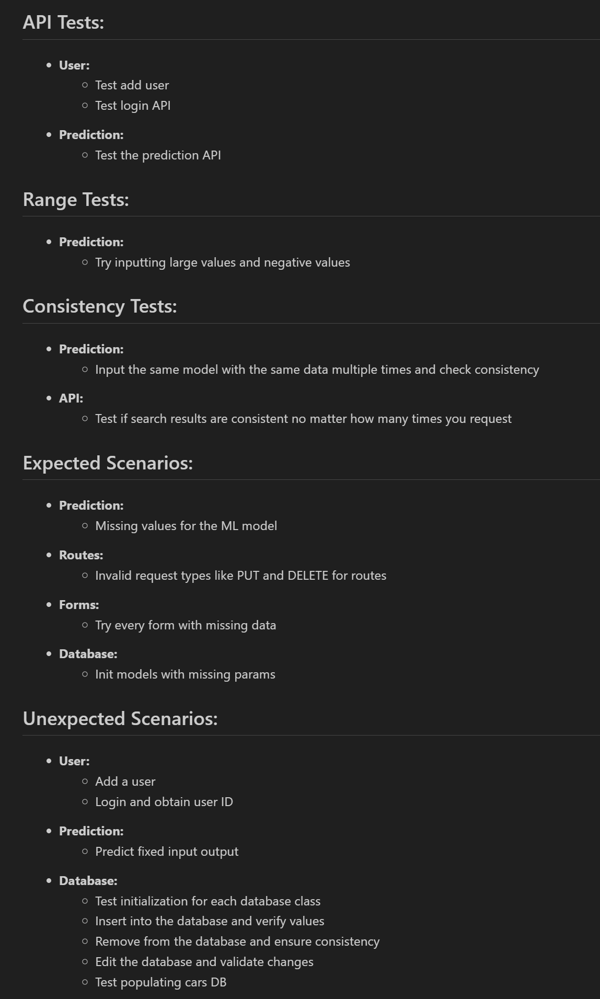 API Tests:
User:
Test add user
Test login API
Prediction:
Test the prediction API
Range Tests:
Prediction:
Try inputting large values and negative values
Consistency Tests:
Prediction:
Input the same model with the same data multiple times and check consistency
API:
Test if search results are consistent no matter how many times you request
Expected Scenarios:
Prediction:
Missing values for the ML model
Routes:
Invalid request types like PUT and DELETE for routes
Forms:
Try every form with missing data
Database:
Init models with missing params
Unexpected Scenarios:
User:
Add a user
Login and obtain user ID
Prediction:
Predict fixed input output
Database:
Test initialization for each database class
Insert into the database and verify values
Remove from the database and ensure consistency
Edit the database and validate changes
Test populating cars DB